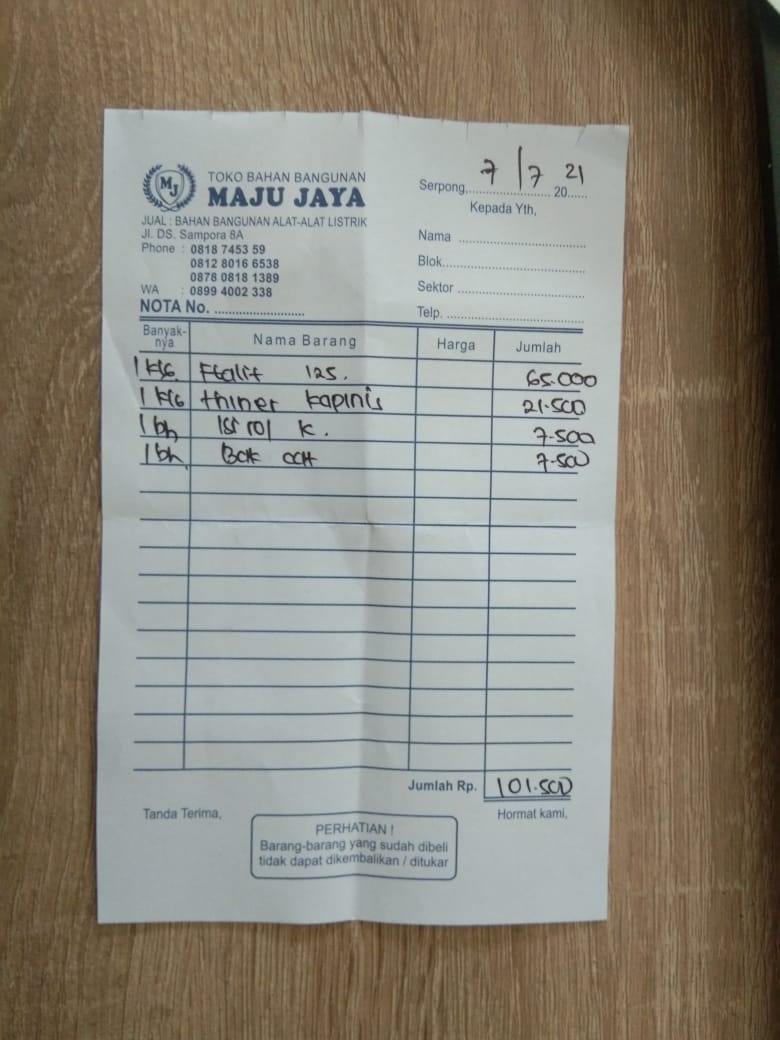 MJ
TOKO BAHAN BANGUNAN
MAJU JAYA
JUAL : BAHAN BANGUNAN ALAT-ALAT LISTRIK
Jl. DS. Sampora 8A
Phone : 0818 7453 59
0812 8016 6538
0878 0818 1389
WA : 0899 4002 338
NOTA No. ..........................
Serpong,...................... 20......
7/7 21
Kepada Yth,
Nama ..................................
Blok.....................................
Sektor .................................
Telp. ....................................
Banyak-nya Nama Barang Harga Jumlah
1 KG Ftalit 125. 65.000
1 KG thiner kapinis 21.500
1 bh K. 7.500
1 bh 7.500
Jumlah Rp. 101.500
Tanda Terima, Hormat kami,
PERHATIAN !
Barang-barang yang sudah dibeli
tidak dapat dikembalikan / ditukar